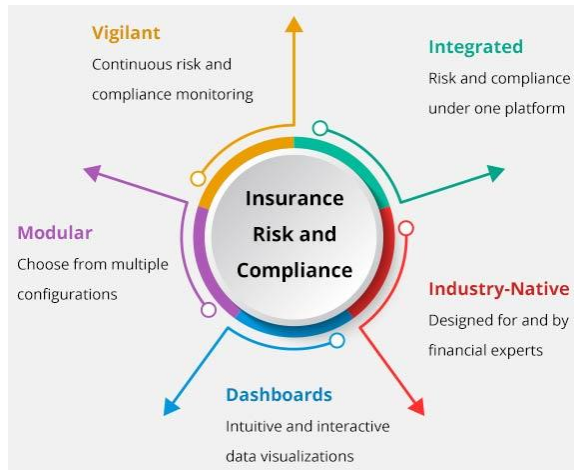 Vigilant
Continuous risk and
compliance monitoring
Integrated
Risk and compliance
under one platform
Insurance
Risk and
Compliance
Modular
Choose from multiple
configurations
Industry-Native
Designed for and by
financial experts
Dashboards
Intuitive and interactive
data visualizations